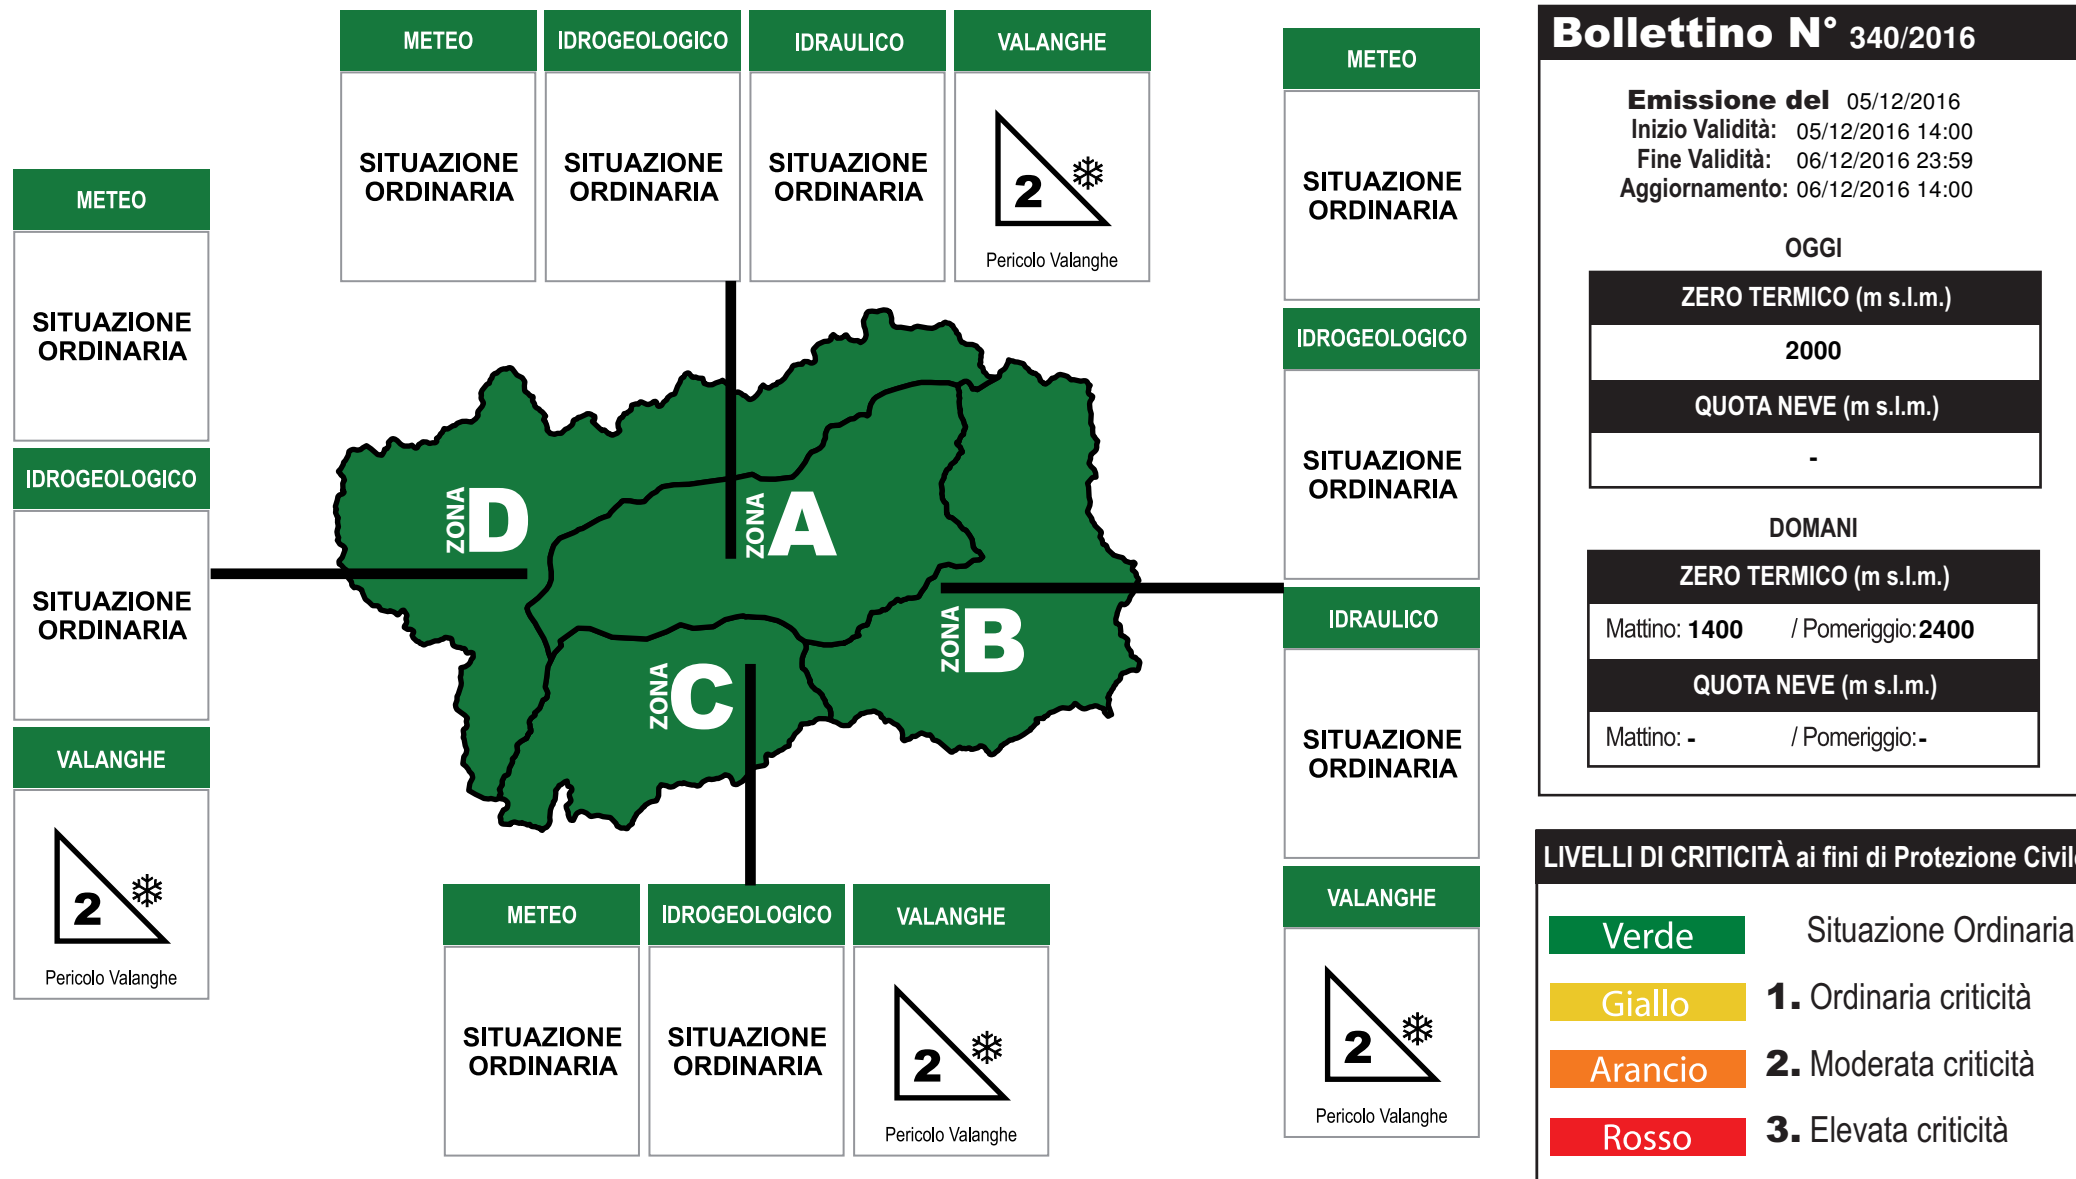 METEO
IDROGEOLOGICO
IDRAULICO
VALANGHE
SITUAZIONE
ORDINARIA
SITUAZIONE
ORDINARIA
SITUAZIONE
ORDINARIA
2
Pericolo Valanghe
METEO
SITUAZIONE
ORDINARIA
IDROGEOLOGICO
SITUAZIONE
ORDINARIA
VALANGHE
2
Pericolo Valanghe
ZONA D
ZONA A
ZONA B
ZONA C
METEO
IDROGEOLOGICO
VALANGHE
SITUAZIONE
ORDINARIA
SITUAZIONE
ORDINARIA
2
Pericolo Valanghe
METEO
SITUAZIONE
ORDINARIA
IDROGEOLOGICO
SITUAZIONE
ORDINARIA
IDRAULICO
SITUAZIONE
ORDINARIA
VALANGHE
2
Pericolo Valanghe
Bollettino N° 340/2016
Emissione del 05/12/2016
Inizio Validità: 05/12/2016 14:00
Fine Validità: 06/12/2016 23:59
Aggiornamento: 06/12/2016 14:00
OGGI
ZERO TERMICO (m s.l.m.)
2000
QUOTA NEVE (m s.l.m.)
-
DOMANI
ZERO TERMICO (m s.l.m.)
Mattino: 1400 / Pomeriggio: 2400
QUOTA NEVE (m s.l.m.)
Mattino: - / Pomeriggio: -
LIVELLI DI CRITICITÀ ai fini di Protezione Civile
Verde Situazione Ordinaria
Giallo 1. Ordinaria criticità
Arancio 2. Moderata criticità
Rosso 3. Elevata criticità